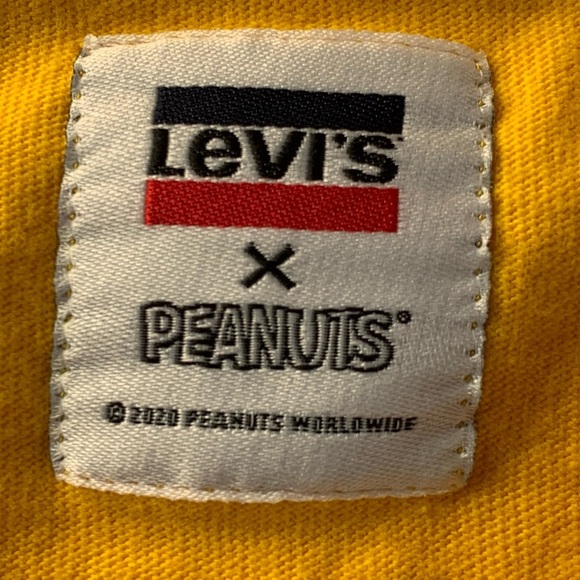 LEVI'S
×
PEANUTS®
© 2020 PEANUTS WORLDWIDE